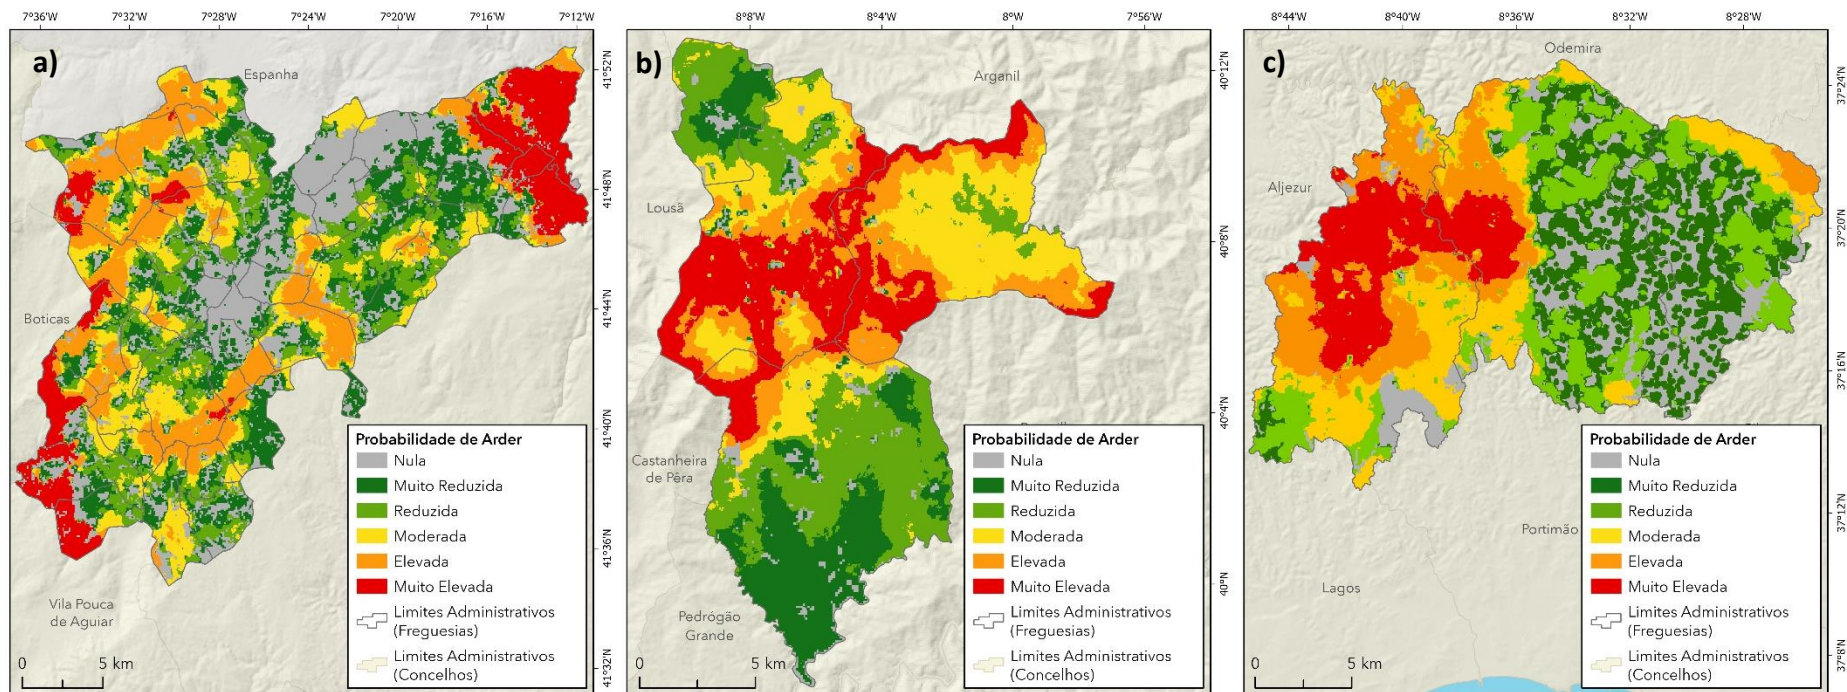 7°36'W 7°32'W 7°28'W 7°24'W 7°20'W 7°16'W 7°12'W
a)
Espanha
Boticas
Vila Pouca
de Aguiar
41°52'N
41°48'N
41°44'N
41°40'N
41°36'N
41°32'N
Probabilidade de Arder
Nula
Muito Reduzida
Reduzida
Moderada
Elevada
Muito Elevada
Limites Administrativos
(Freguesias)
Limites Administrativos
(Concelhos)
0 5 km
8°8'W 8°4'W 8°0'W 7°56'W
b)
Arganil
Lousã
Castanheira
de Pêra
Pedrógão
Grande
40°12'N
40°8'N
40°4'N
40°0'N
Probabilidade de Arder
Nula
Muito Reduzida
Reduzida
Moderada
Elevada
Muito Elevada
Limites Administrativos
(Freguesias)
Limites Administrativos
(Concelhos)
0 5 km
8°44'W 8°40'W 8°36'W 8°32'W 8°28'W
c)
Odemira
Aljezur
Portimão
Lagos
37°24'N
37°20'N
37°16'N
37°12'N
37°8'N
Probabilidade de Arder
Nula
Muito Reduzida
Reduzida
Moderada
Elevada
Muito Elevada
Limites Administrativos
(Freguesias)
Limites Administrativos
(Concelhos)
0 5 km